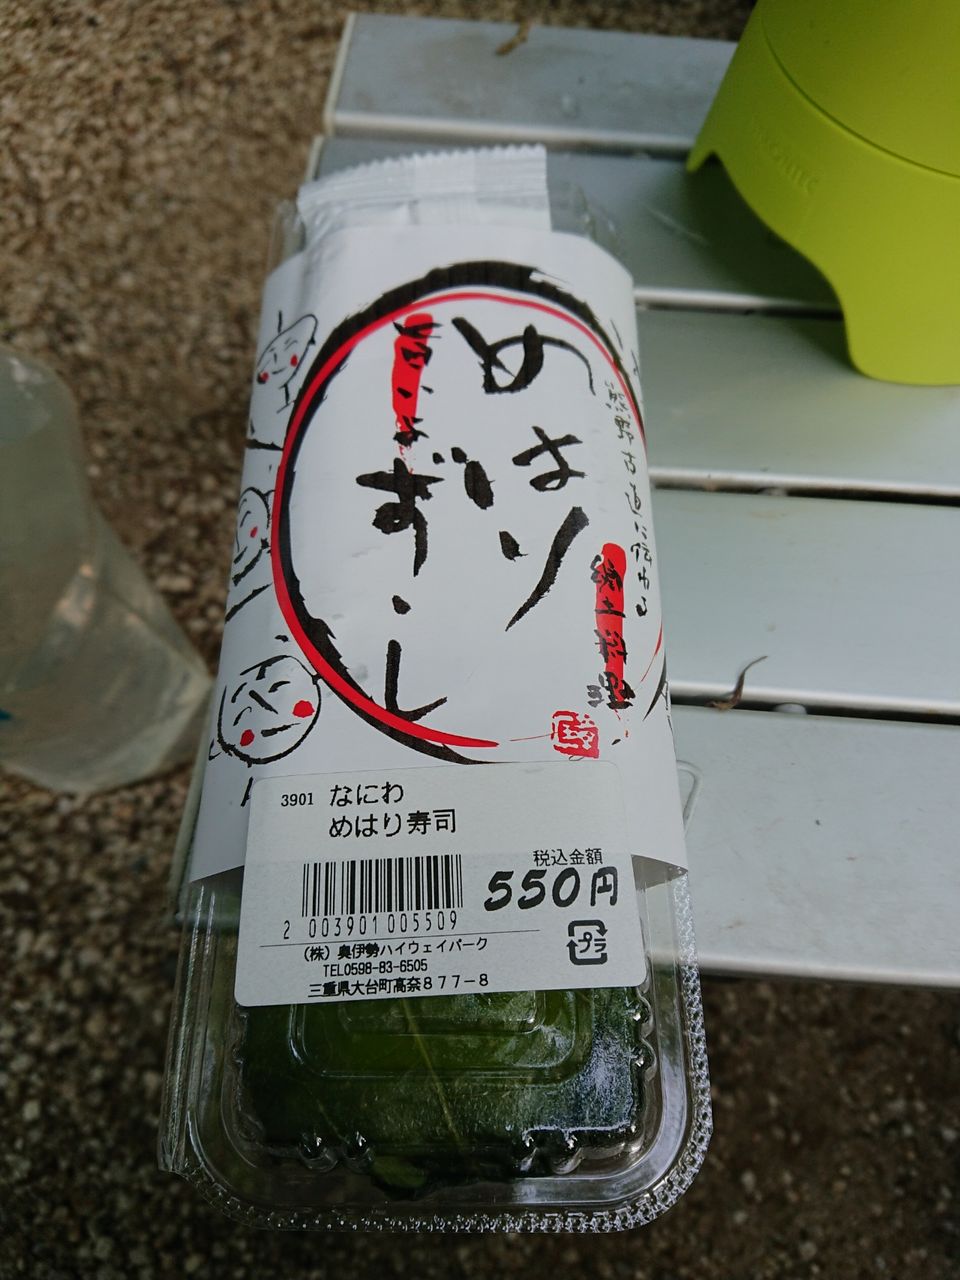 熊野古道に伝わる
郷土料理
めはり
ずし
3901 なにわ
めはり寿司
税込金額
550円
2 003901 005509
プラ
(株)奥伊勢ハイウェイパーク
TEL0598-83-6505
三重県大台町高奈877-8